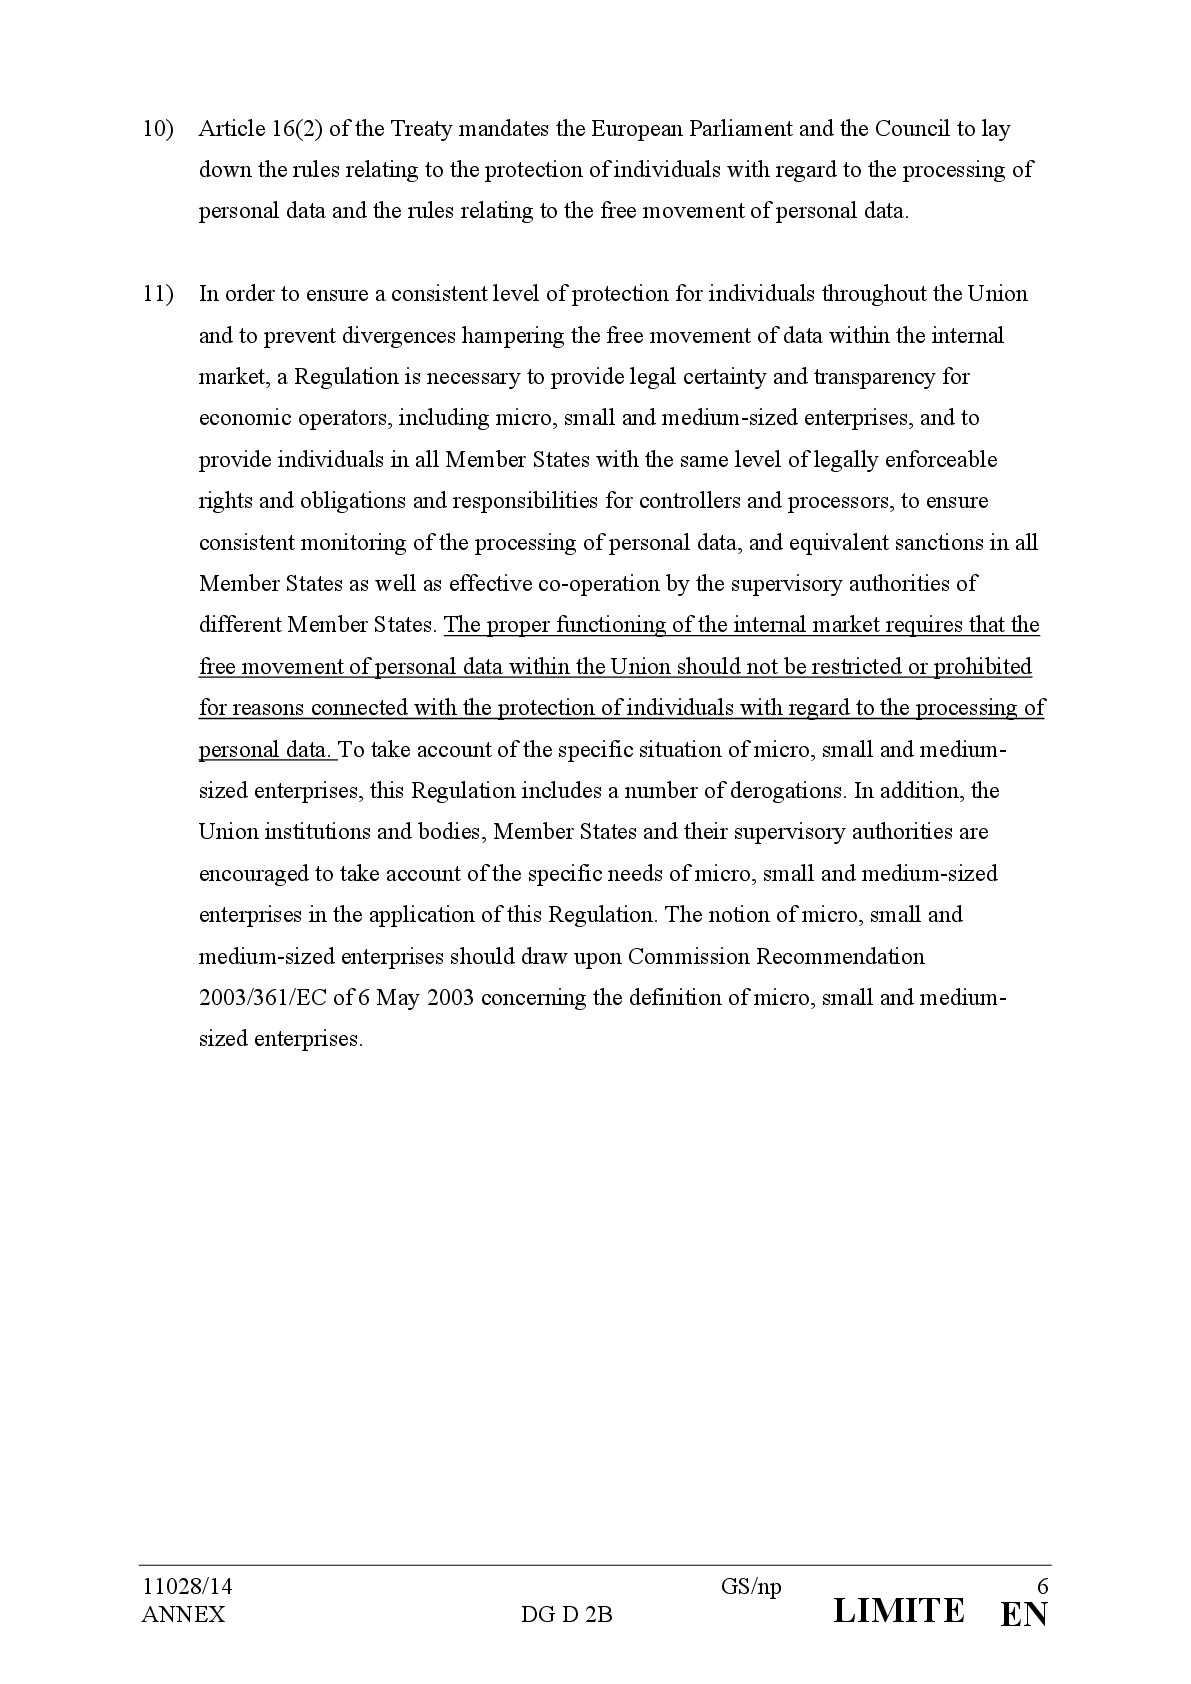 10) Article 16(2) of the Treaty mandates the European Parliament and the Council to lay
down the rules relating to the protection of individuals with regard to the processing of
personal data and the rules relating to the free movement of personal data.
11) In order to ensure a consistent level of protection for individuals throughout the Union
and to prevent divergences hampering the free movement of data within the internal
market, a Regulation is necessary to provide legal certainty and transparency for
economic operators, including micro, small and medium-sized enterprises, and to
provide individuals in all Member States with the same level of legally enforceable
rights and obligations and responsibilities for controllers and processors, to ensure
consistent monitoring of the processing of personal data, and equivalent sanctions in all
Member States as well as effective co-operation by the supervisory authorities of
different Member States. The proper functioning of the internal market requires that the
free movement of personal data within the Union should not be restricted or prohibited
for reasons connected with the protection of individuals with regard to the processing of
personal data. To take account of the specific situation of micro, small and medium-
sized enterprises, this Regulation includes a number of derogations. In addition, the
Union institutions and bodies, Member States and their supervisory authorities are
encouraged to take account of the specific needs of micro, small and medium-sized
enterprises in the application of this Regulation. The notion of micro, small and
medium-sized enterprises should draw upon Commission Recommendation
2003/361/EC of 6 May 2003 concerning the definition of micro, small and medium-
sized enterprises.
11028/14 GS/np 6
ANNEX DG D 2B LIMITE EN